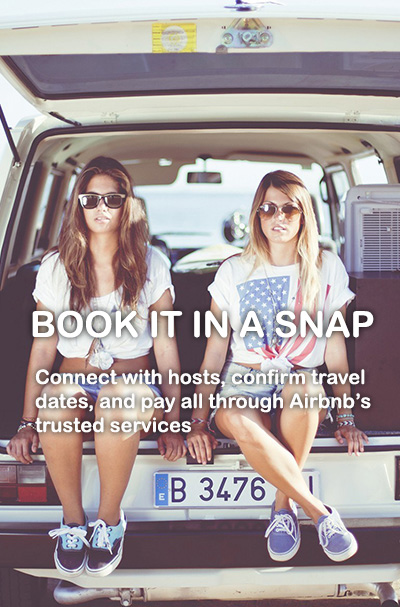 BOOK IT IN A SNAP
Connect with hosts, confirm travel
dates, and pay all through Airbnb's
trusted services
E B 3476